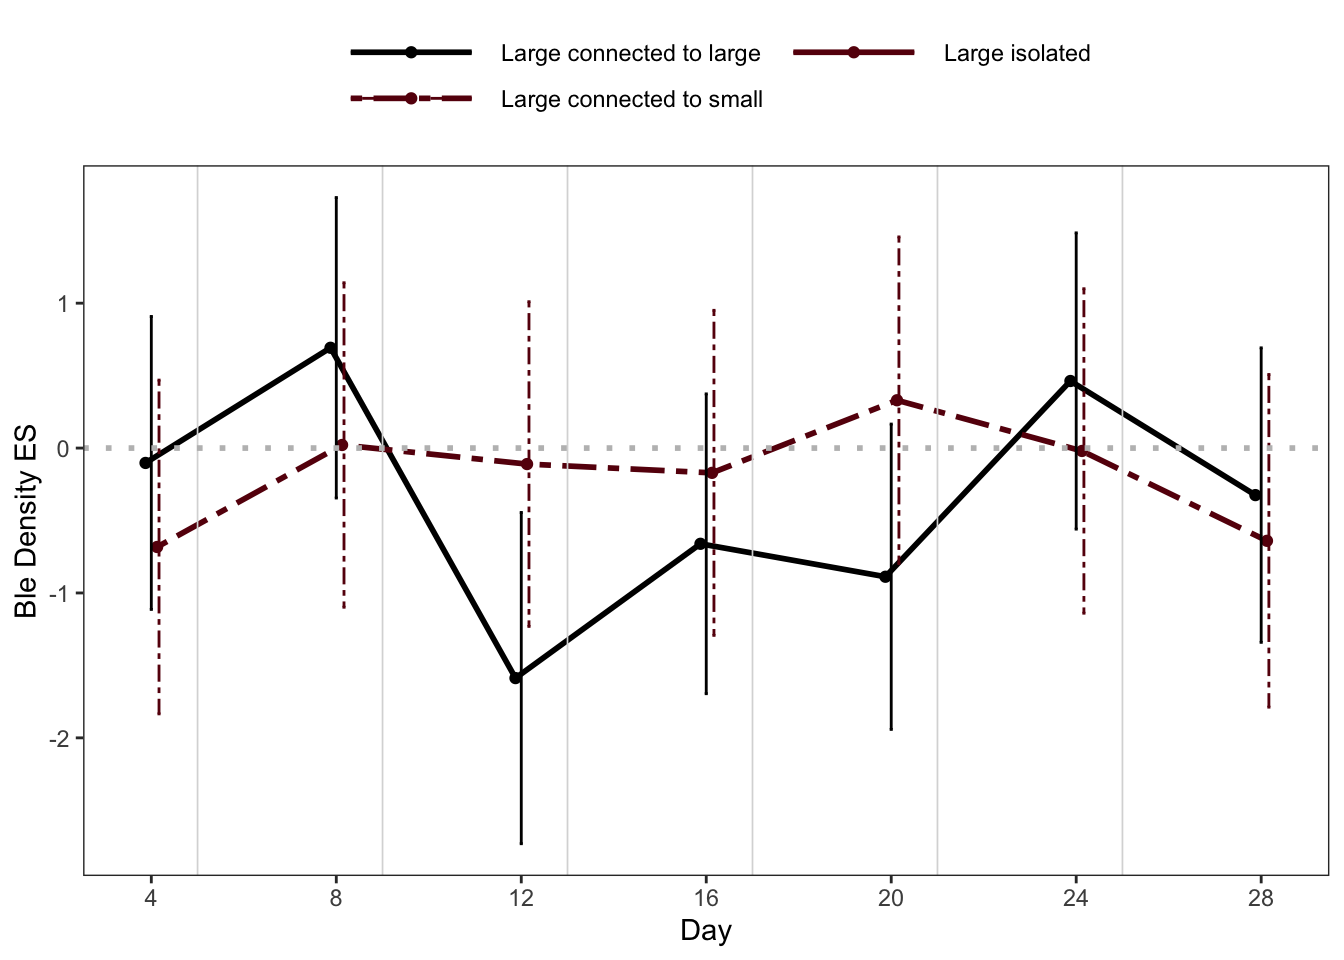 Large connected to large
Large isolated
Large connected to small
Ble Density ES
1
0
-1
-2
4 8 12 16 20 24 28
Day